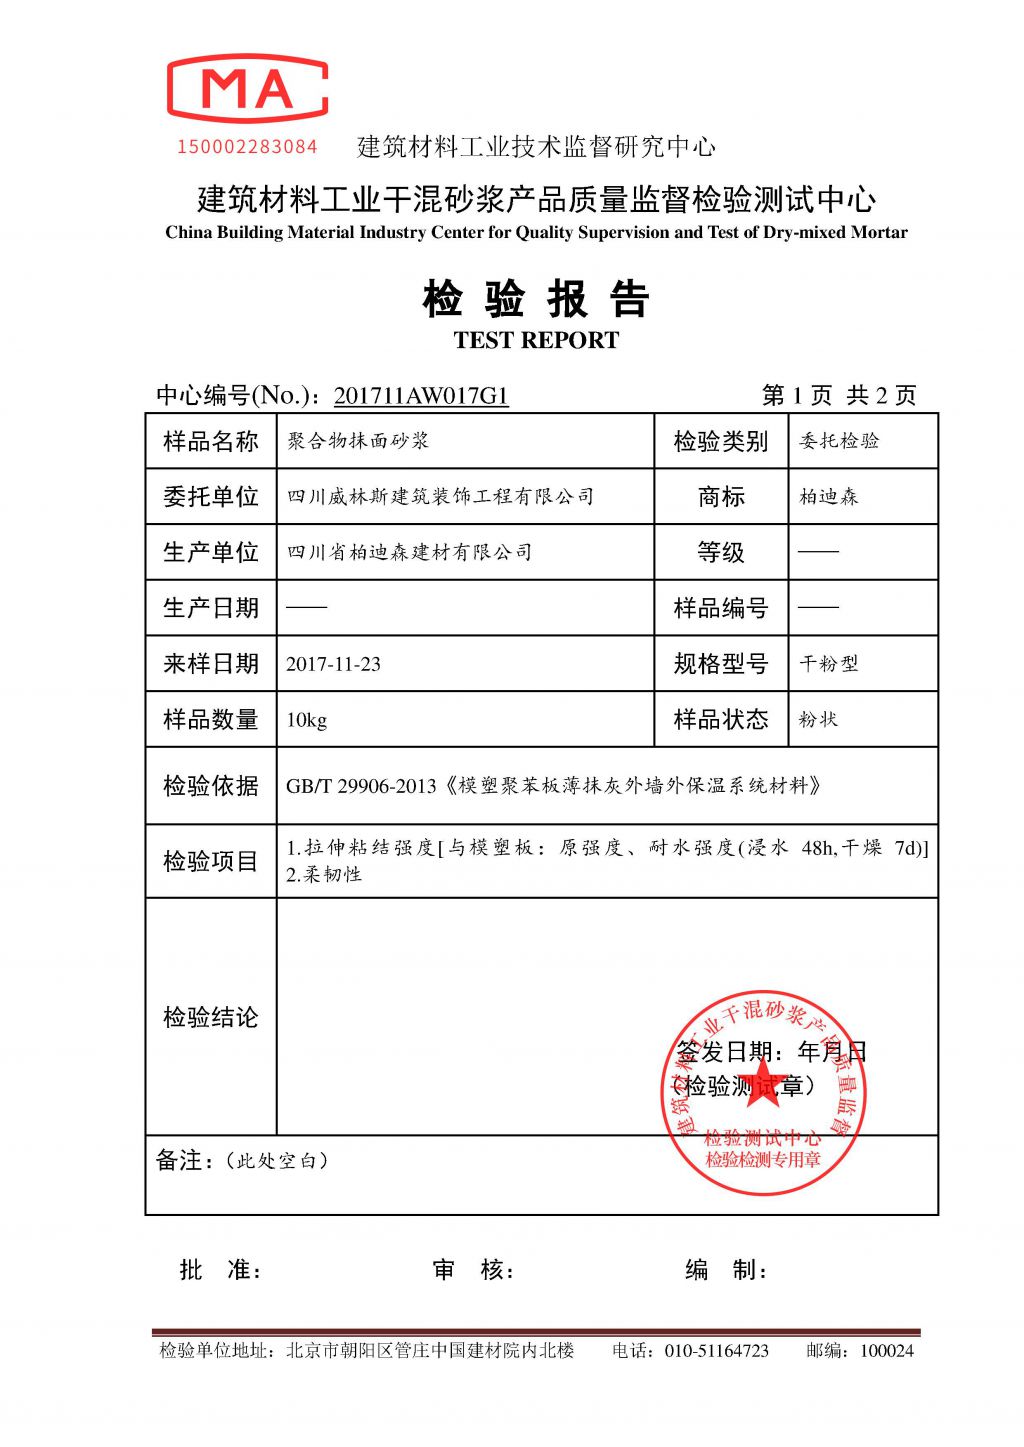 MA
150002283084
建筑材料工业技术监督研究中心
建筑材料工业干混砂浆产品质量监督检验测试中心
China Building Material Industry Center for Quality Supervision and Test of Dry-mixed Mortar
检 验 报 告
TEST REPORT
中心编号(No.)：201711AW017G1 第 1 页 共 2 页
样品名称 聚合物抹面砂浆 检验类别 委托检验
委托单位 四川威林斯建筑装饰工程有限公司 商标 柏迪森
生产单位 四川省柏迪森建材有限公司 等级 ——
生产日期 —— 样品编号 ——
来样日期 2017-11-23 规格型号 干粉型
样品数量 10kg 样品状态 粉状
检验依据 GB/T 29906-2013《模塑聚苯板薄抹灰外墙外保温系统材料》
检验项目 1.拉伸粘结强度[与模塑板：原强度、耐水强度(浸水 48h,干燥 7d)]
2.柔韧性
检验结论
签发日期：年月日
（检验测试章）
建筑材料工业干混砂浆产品质量监督
检验测试中心
检验检测专用章
备注：（此处空白）
批 准： 审 核： 编 制：
检验单位地址：北京市朝阳区管庄中国建材院内北楼 电话：010-51164723 邮编：100024